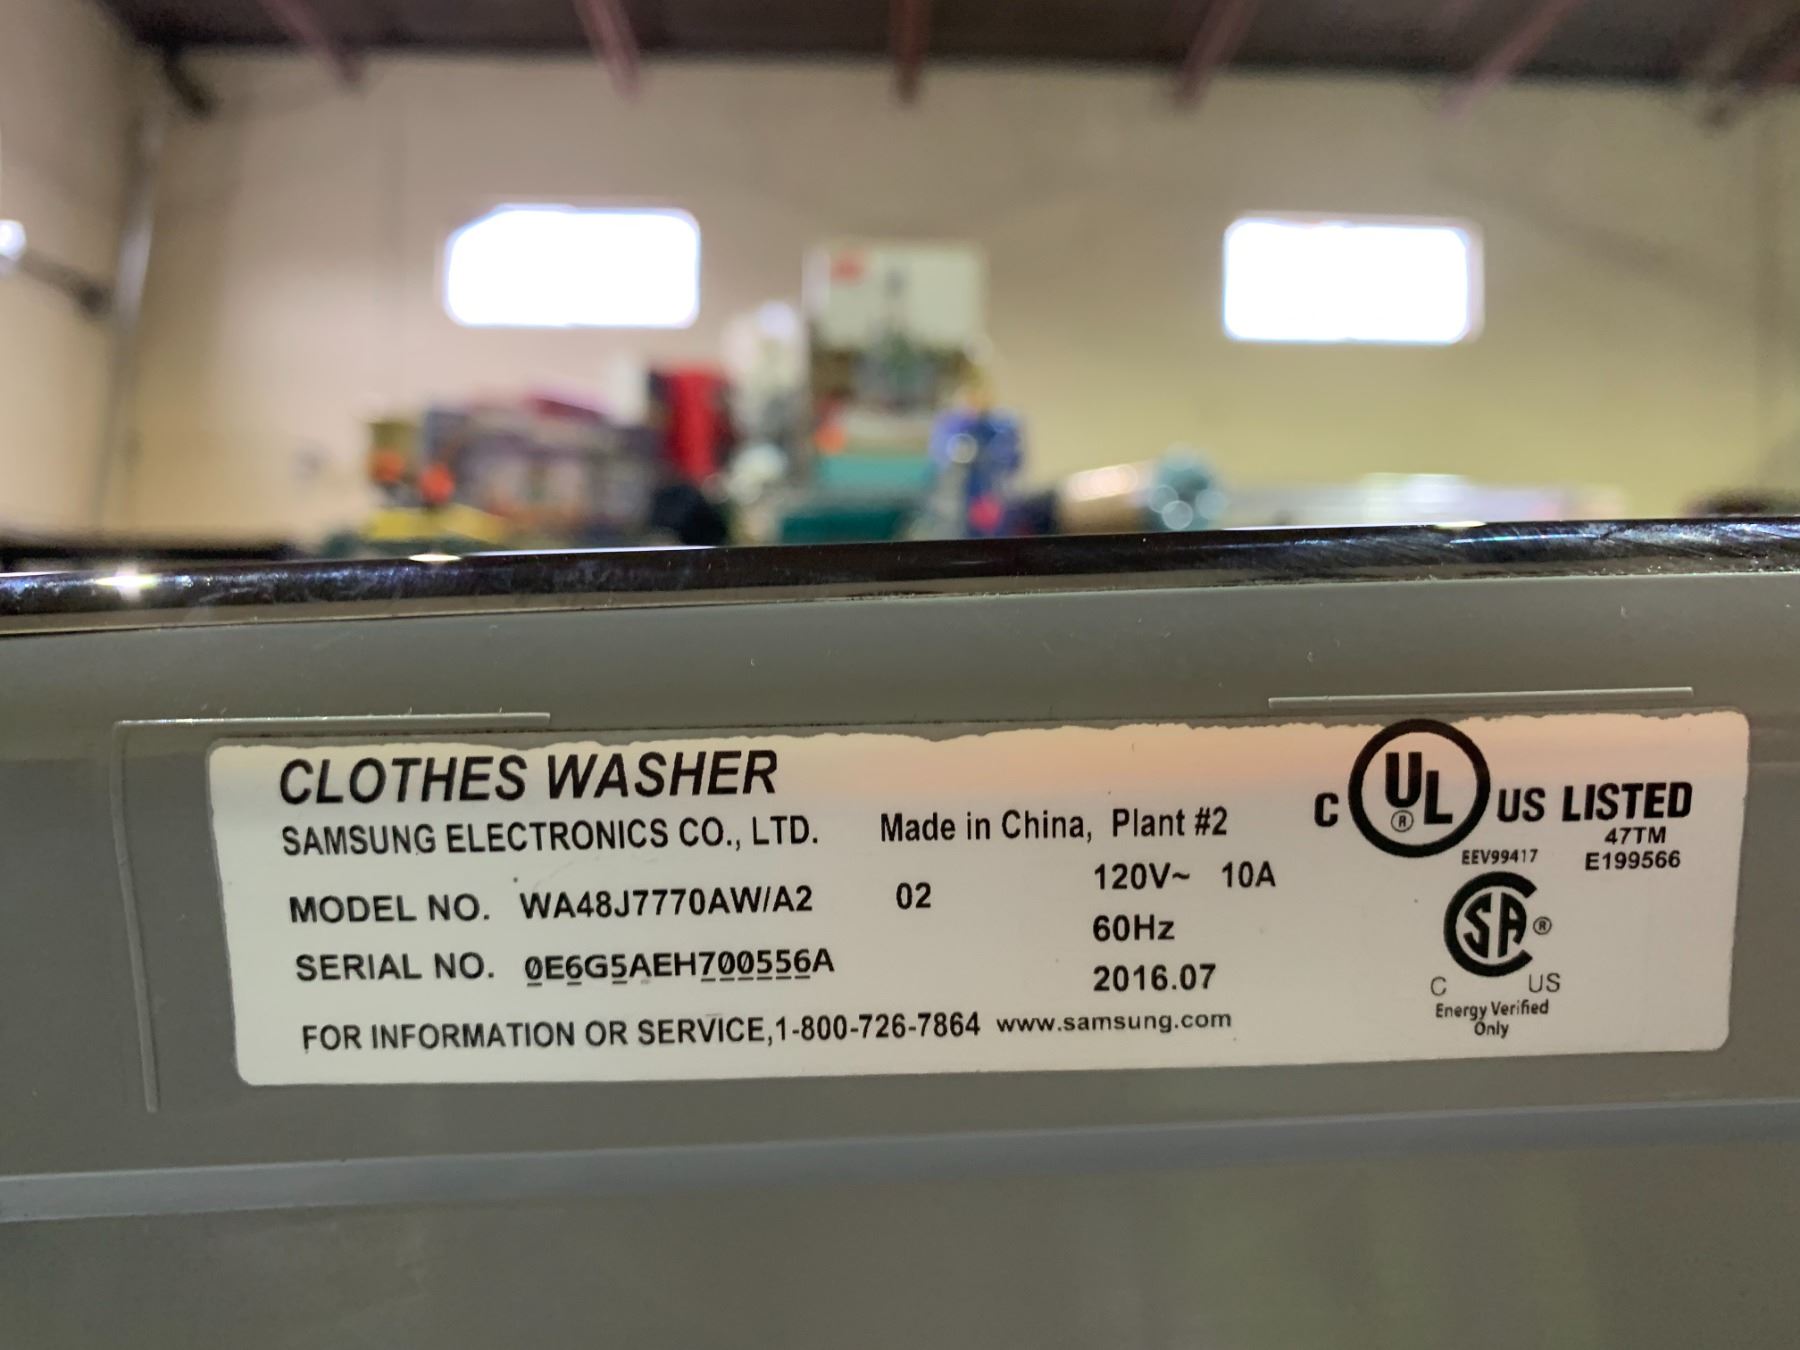 CLOTHES WASHER
SAMSUNG ELECTRONICS CO., LTD. Made in China, Plant #2
MODEL NO. WA48J7770AW/A2 02 120V~ 10A
60Hz
SERIAL NO. 0E6G5AEH700556A 2016.07
FOR INFORMATION OR SERVICE,1-800-726-7864 www.samsung.com
C UL ® US LISTED
47TM
EEV99417 E199566
SA ®
C US
Energy Verified
Only